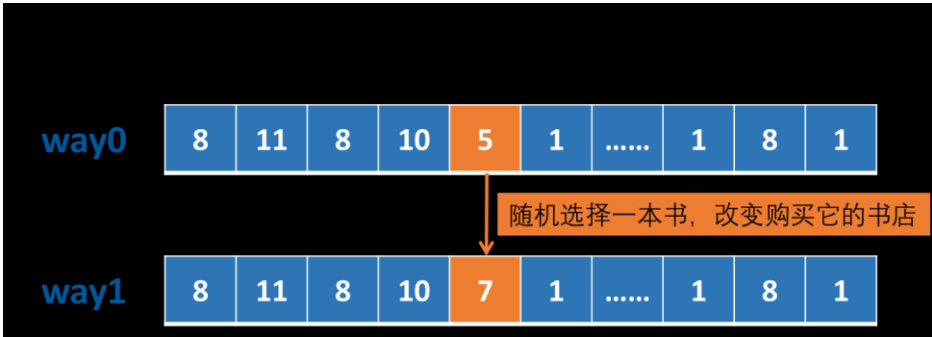 way0 8 11 8 10 5 1 …… 1 8 1
随机选择一本书，改变购买它的书店
way1 8 11 8 10 7 1 …… 1 8 1